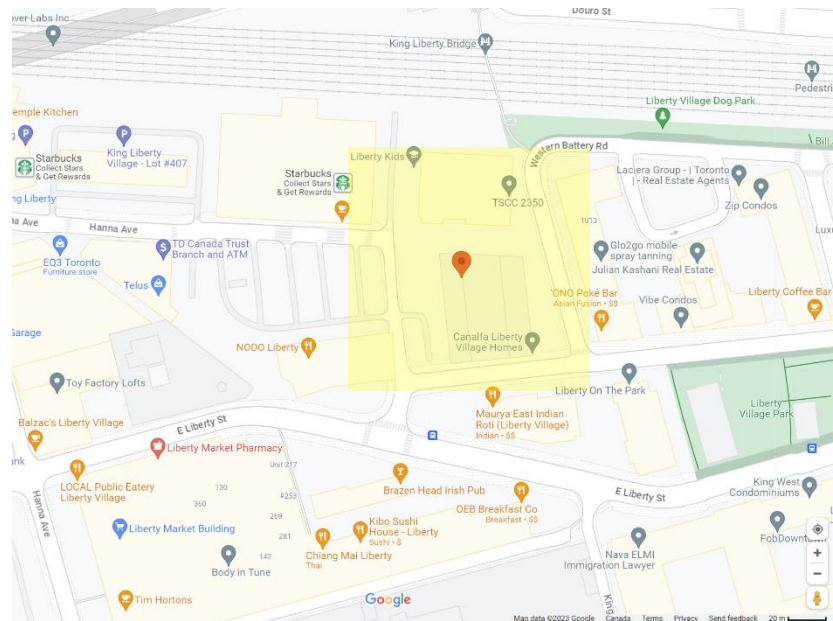 over Labs Inc
Douro St
King Liberty Bridge
Pedestri
Liberty Village Dog Park
emple Kitchen
King Liberty
Village - Lot #407
Starbucks
Collect Stars
& Get Rewards
ng Liberty
Starbucks
Collect Stars
& Get Rewards
Liberty Kids
Western Battery Rd
Bill
TSCC 2350
Laciera Group - | Toronto
| - Real Estate Agents
Zip Condos
na Ave
Hanna Ave
1013
Luxu
EQ3 Toronto
Furniture store
TD Canada Trust
Branch and ATM
Glo2go mobile
spray tanning
Julian Kashani Real Estate
Telus
'ONO Poké Bar
Asian Fusion • $$
Vibe Condos
Liberty Coffee Bar
Garage
NODO Liberty
Canalfa Liberty
Village Homes
Toy Factory Lofts
Liberty On The Park
Balzac's Liberty Village
E Liberty St
Maurya East Indian
Roti (Liberty Village)
Indian • $$
Liberty
Village Park
Liberty Market Pharmacy
ank
LOCAL Public Eatery
Liberty Village
Unit 217
130
#253
360
269
281
142
Brazen Head Irish Pub
E Liberty St
King West
Condominiums
Hanna Ave
Liberty Market Building
Kibo Sushi
House - Liberty
Sushi • $
OEB Breakfast Co
Breakfast • $$
Chiang Mai Liberty
Thai
Body in Tune
Nava ELMI
Immigration Lawyer
FobDowntown
Tim Hortons
Google
King
Map data ©2023 Google
Canada
Terms
Privacy
Send feedback
20 m